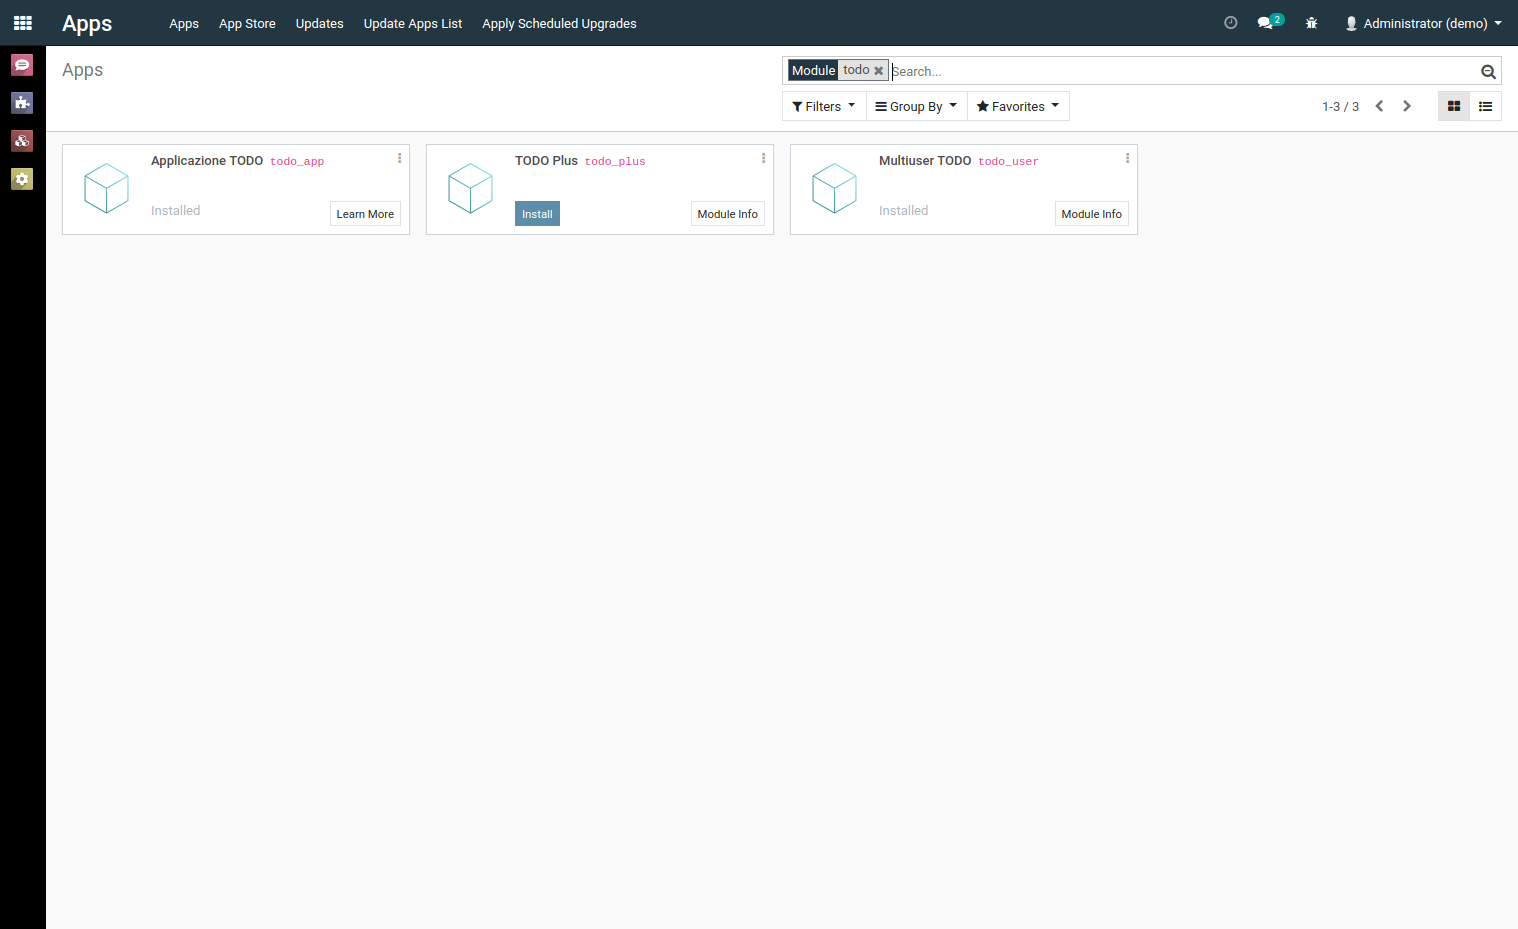 Apps Apps App Store Updates Update Apps List Apply Scheduled Upgrades 2 Administrator (demo)
Apps Module todo Search...
Filters Group By Favorites 1-3 / 3
Applicazione TODO todo_app
Installed Learn More
TODO Plus todo_plus
Install Module Info
Multiuser TODO todo_user
Installed Module Info